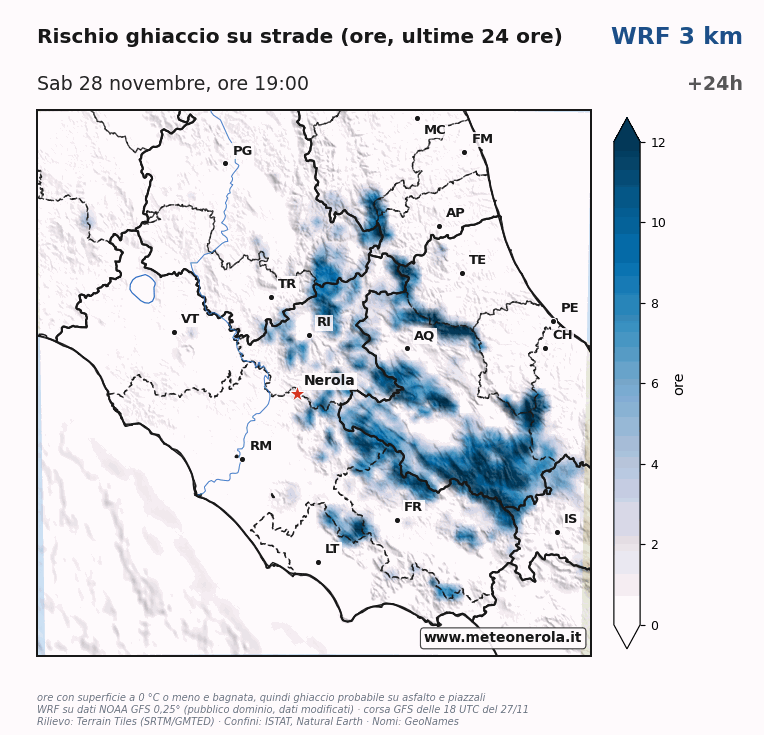 Rischio ghiaccio su strade (ore, ultime 24 ore)
WRF 3 km
Sab 28 novembre, ore 19:00
+24h
MC
FM
PG
AP
TE
TR
PE
VT
RI
AQ
CH
Nerola
RM
FR
IS
LT
www.meteonerola.it
12
10
8
6
4
2
0
ore
ore con superficie a 0 °C o meno e bagnata, quindi ghiaccio probabile su asfalto e piazzali
WRF su dati NOAA GFS 0,25° (pubblico dominio, dati modificati) · corsa GFS delle 18 UTC del 27/11
Rilievo: Terrain Tiles (SRTM/GMTED) · Confini: ISTAT, Natural Earth · Nomi: GeoNames